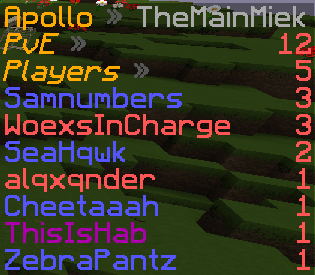 Apollo » TheMainMiek
PvE » 12
Players » 5
Samnumbers 3
WoexsInCharge 3
SeaHqwk 2
alqxqnder 1
Cheetaaah 1
ThisIsHab 1
ZebraPantz 1